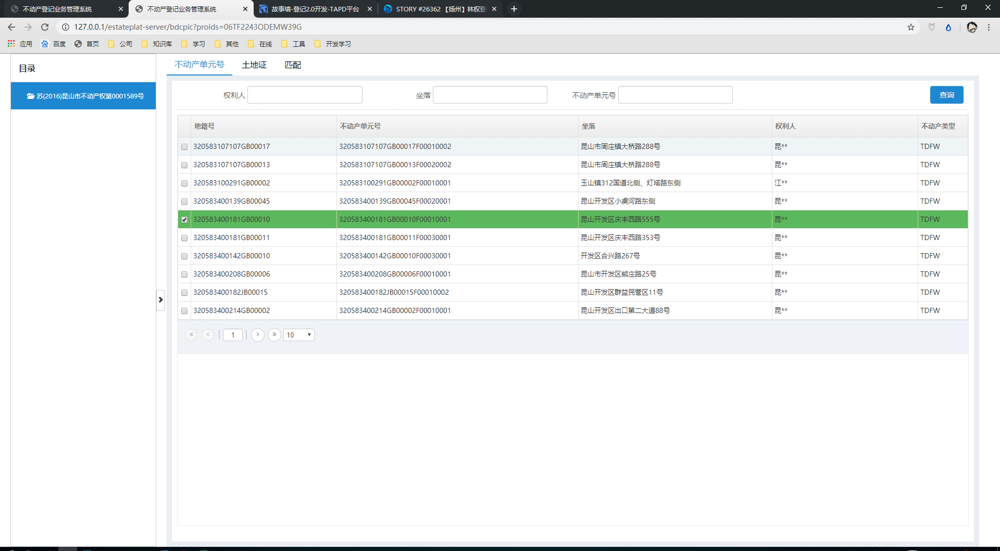 不动产登记业务管理系统
不动产登记业务管理系统
故事墙-登记2.0开发-TAPD平台
STORY #26362 【扬州】林权登
127.0.0.1/estateplat-server/bdcpic?proids=06TF2243ODEMW39G
应用 百度 首页 公司 知识库 学习 其他 在线 工具 开发学习
目录
苏(2016)昆山市不动产权第0001589号
不动产单元号 土地证 匹配
权利人 坐落 不动产单元号 查询
地籍号 不动产单元号 坐落 权利人 不动产类型
320583107107GB00017 320583107107GB00017F00010002 昆山市周庄镇大桥路288号 昆** TDFW
320583107107GB00013 320583107107GB00013F00020002 昆山市周庄镇大桥路288号 昆** TDFW
320583100291GB00002 320583100291GB00002F00010001 玉山镇312国道北侧、灯塔路东侧 江** TDFW
320583400139GB00045 320583400139GB00045F00020001 昆山开发区小虞河路东侧 昆** TDFW
320583400181GB00010 320583400181GB00010F00010001 昆山开发区庆丰西路555号 昆** TDFW
320583400181GB00011 320583400181GB00011F00030001 昆山开发区庆丰西路353号 昆** TDFW
320583400142GB00010 320583400142GB00010F00030001 开发区合兴路267号 昆** TDFW
320583400208GB00006 320583400208GB00006F00010001 昆山市开发区熊庄路25号 昆** TDFW
320583400182JB00015 320583400182JB00015F00010002 昆山开发区群益民营区11号 昆** TDFW
320583400214GB00002 320583400214GB00002F00010001 昆山开发区出口第二大道88号 昆** TDFW
1 10